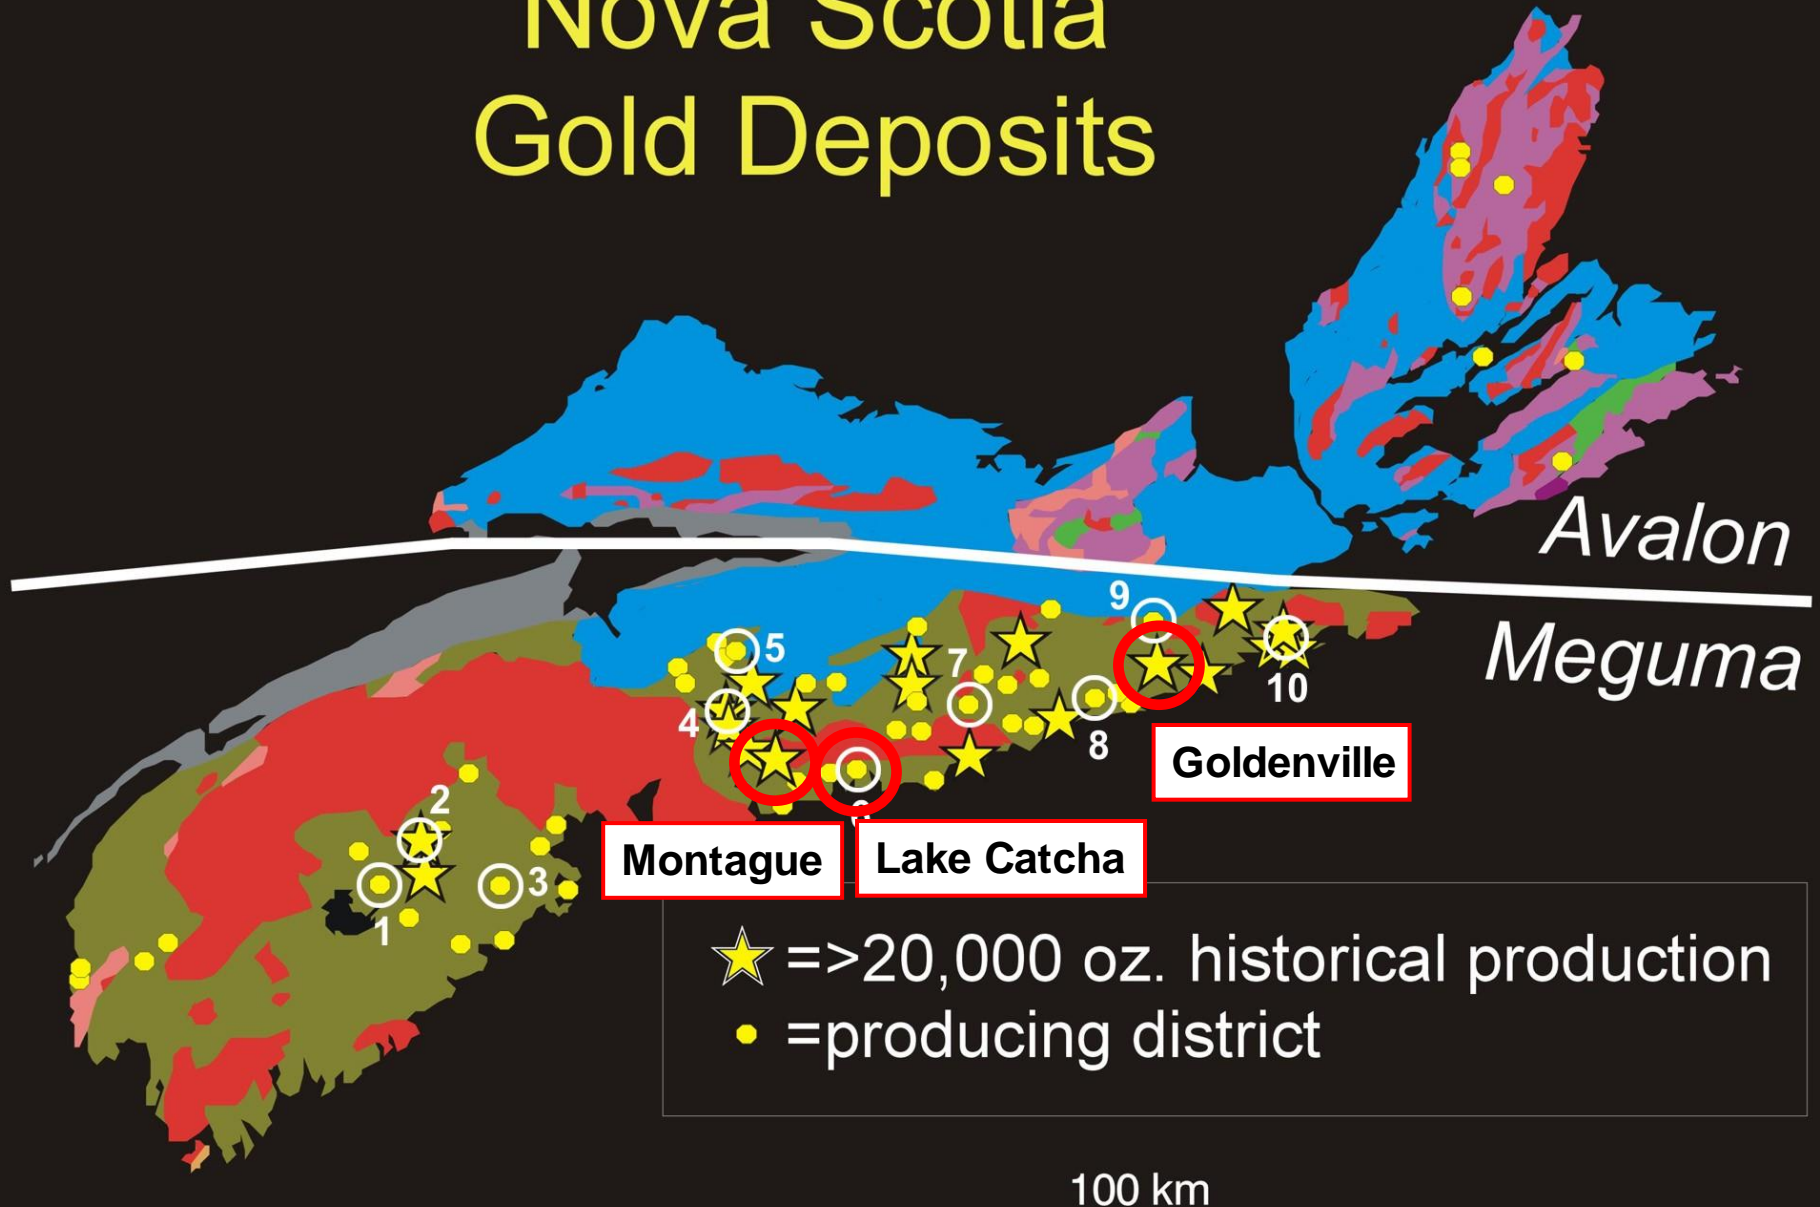 Nova Scotia
Gold Deposits
Avalon
Meguma
9
5
7
10
4
8
Goldenville
6
2
Montague
Lake Catcha
3
1
=>20,000 oz. historical production
=producing district
100 km